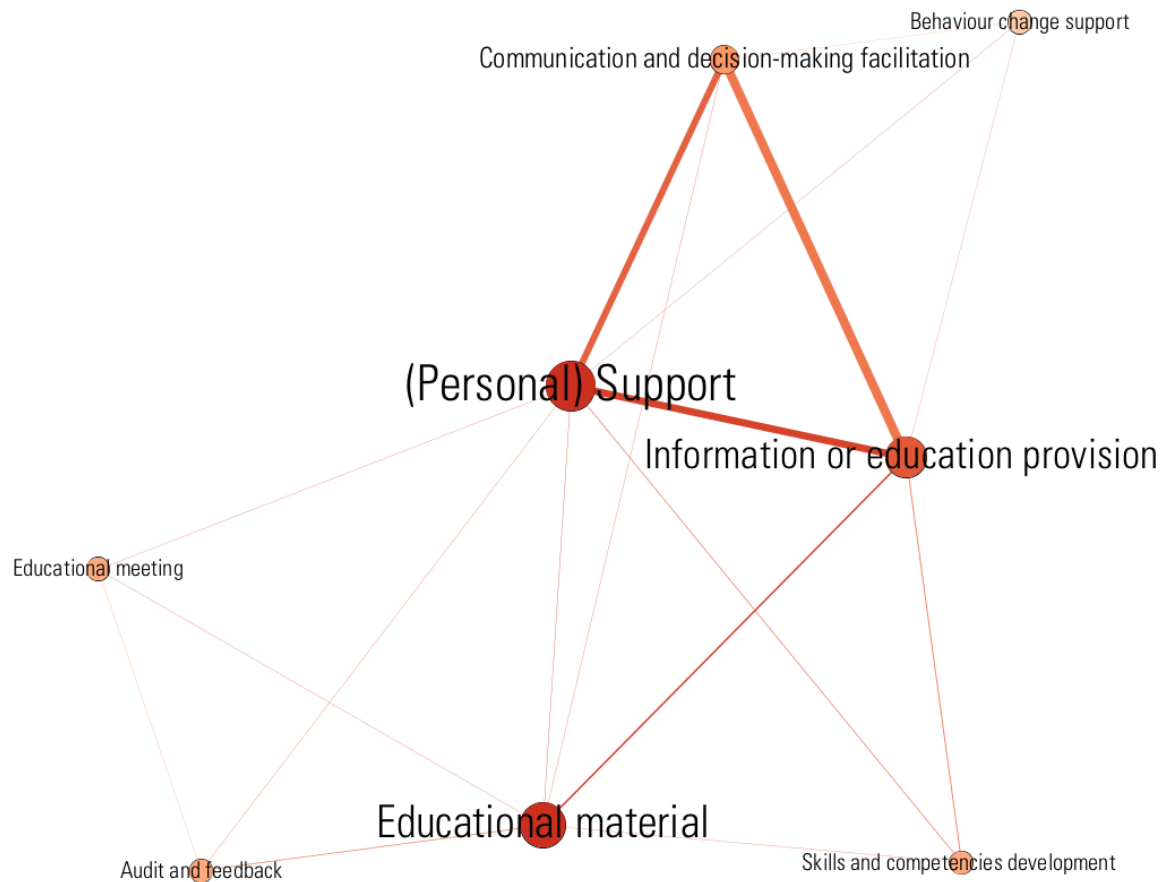 Behaviour change support
Communication and decision-making facilitation
(Personal) Support
Information or education provision
Educational meeting
Educational material
Skills and competencies development
Audit and feedback